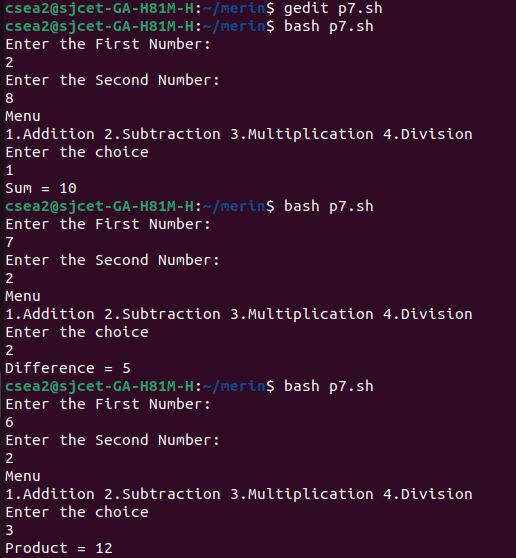 csea2@sjcet-GA-H81M-H:~/merin$ gedit p7.sh
csea2@sjcet-GA-H81M-H:~/merin$ bash p7.sh
Enter the First Number:
2
Enter the Second Number:
8
Menu
1.Addition 2.Subtraction 3.Multiplication 4.Division
Enter the choice
1
Sum = 10
csea2@sjcet-GA-H81M-H:~/merin$ bash p7.sh
Enter the First Number:
7
Enter the Second Number:
2
Menu
1.Addition 2.Subtraction 3.Multiplication 4.Division
Enter the choice
2
Difference = 5
csea2@sjcet-GA-H81M-H:~/merin$ bash p7.sh
Enter the First Number:
6
Enter the Second Number:
2
Menu
1.Addition 2.Subtraction 3.Multiplication 4.Division
Enter the choice
3
Product = 12